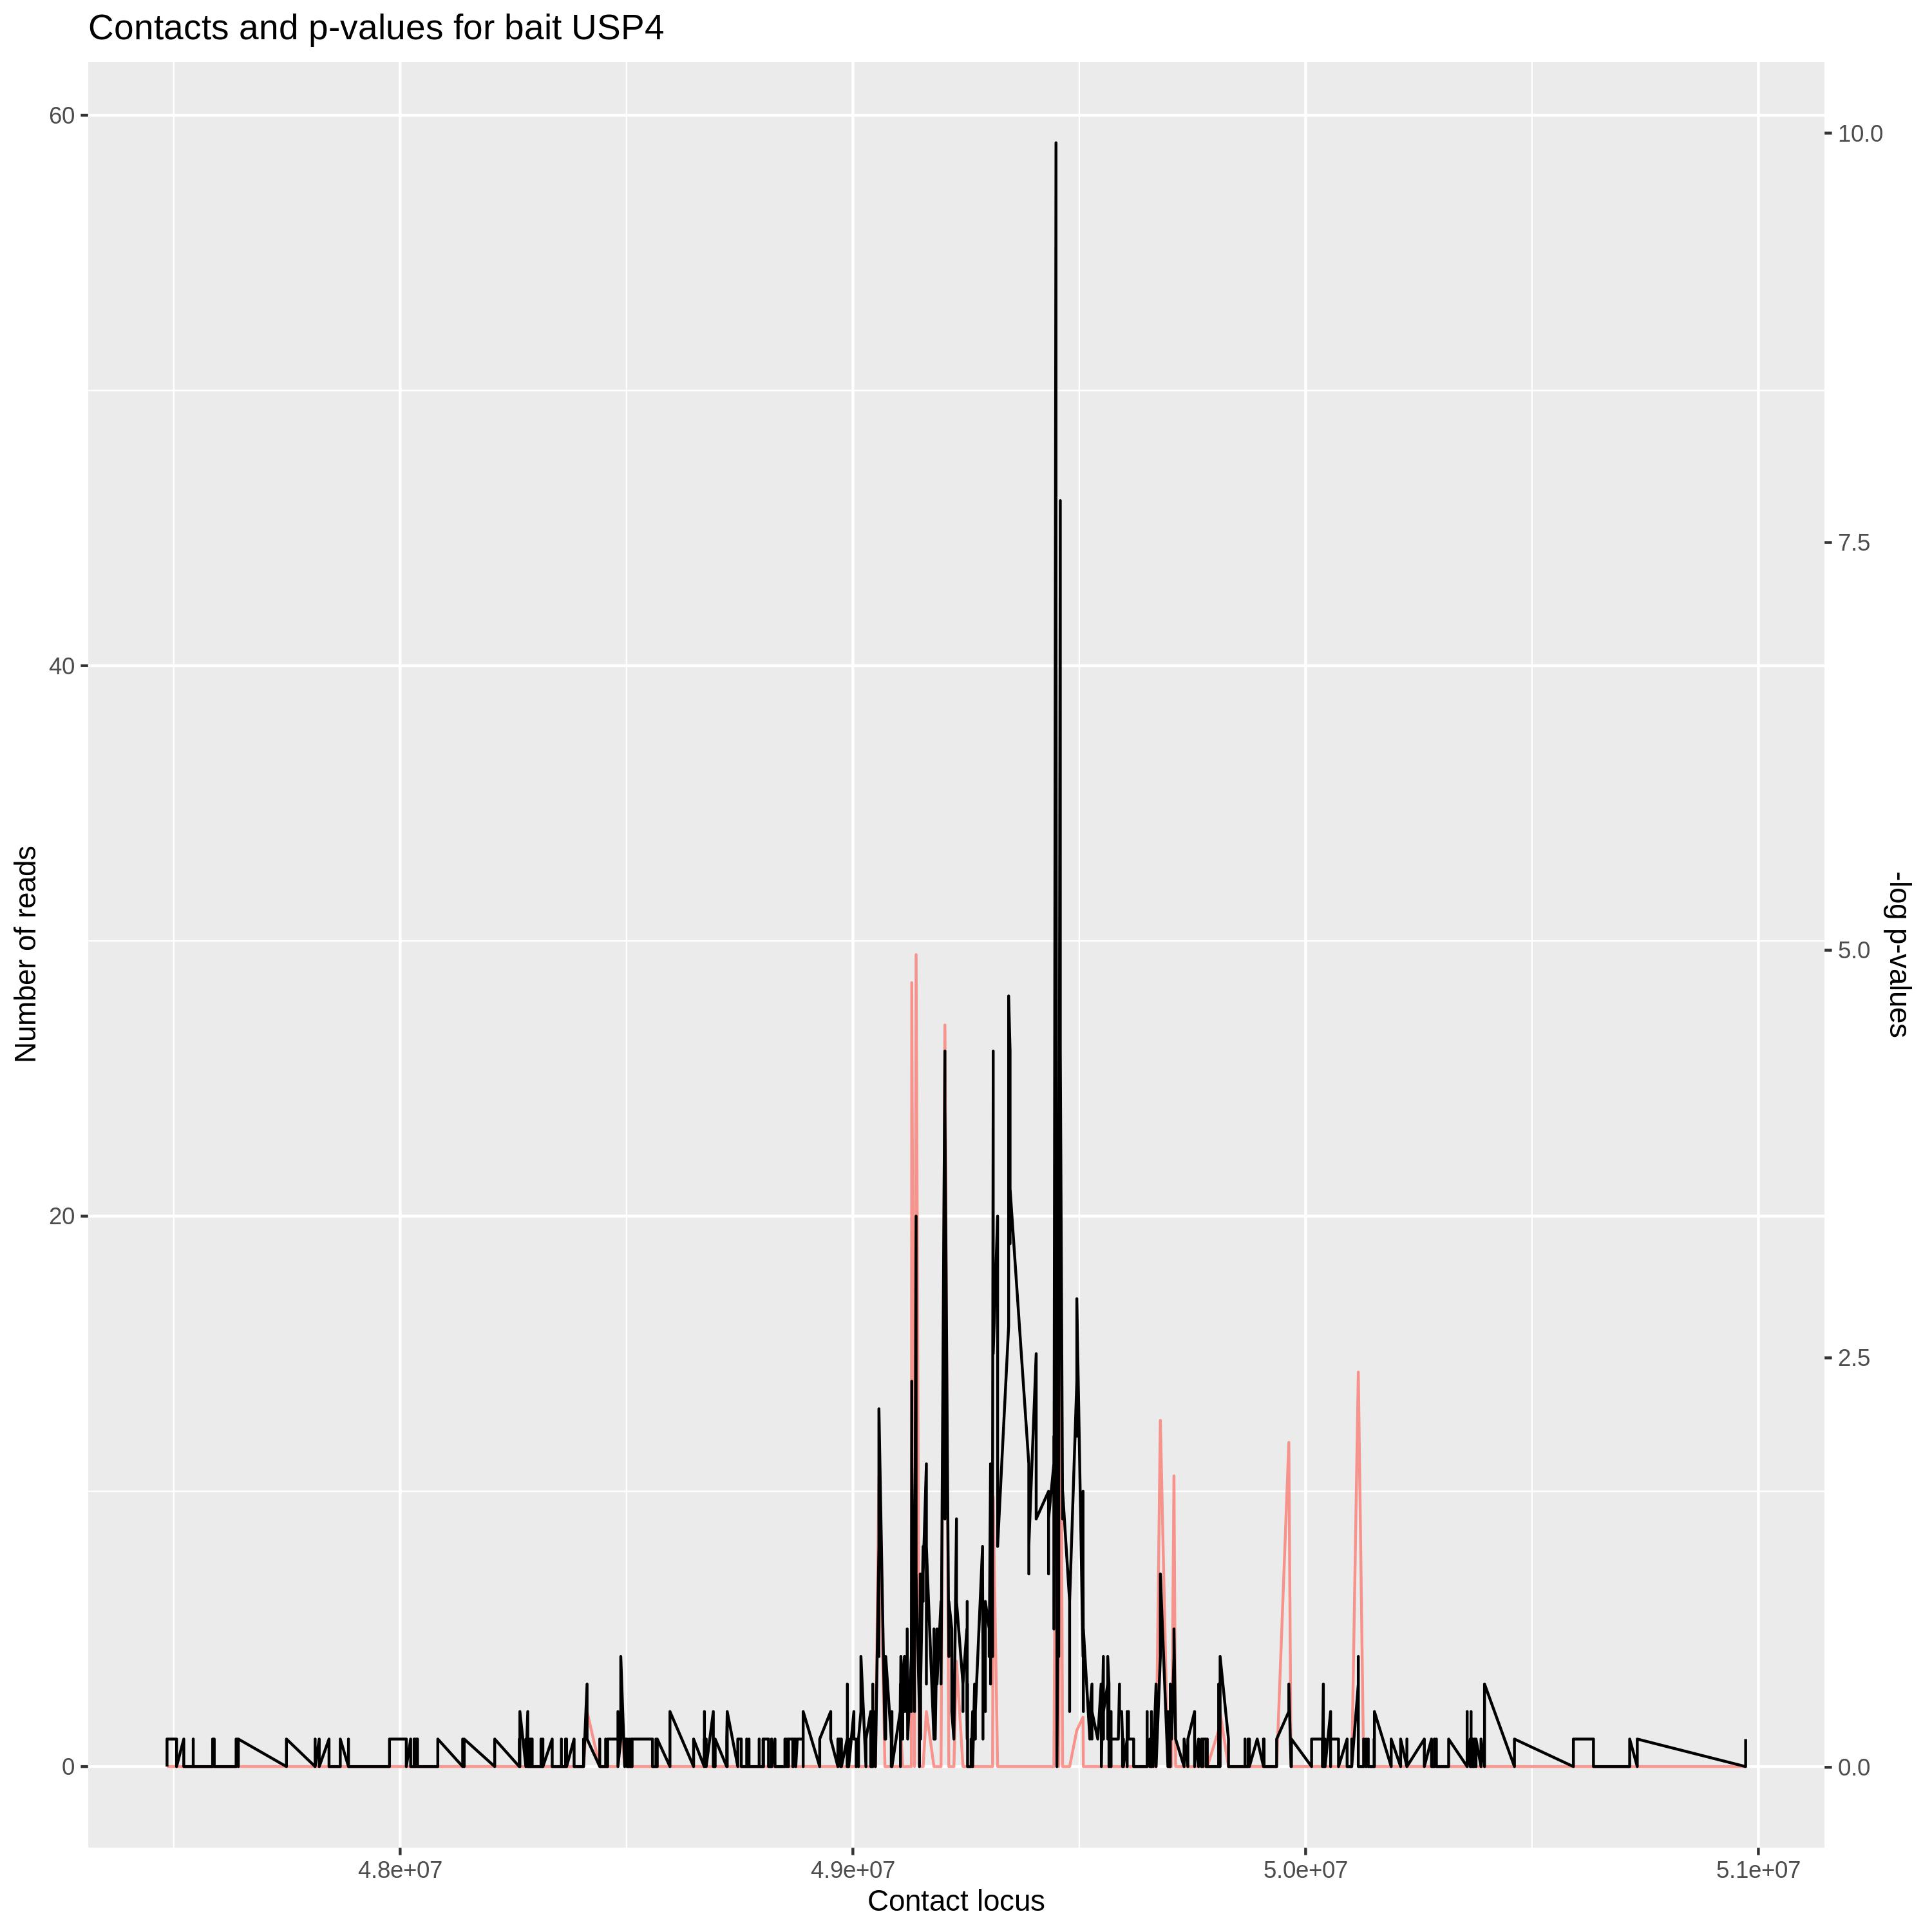 Contacts and p-values for bait USP4
60
40
20
0
10.0
7.5
5.0
2.5
0.0
Number of reads
-log p-values
4.8e+07
4.9e+07
5.0e+07
5.1e+07
Contact locus